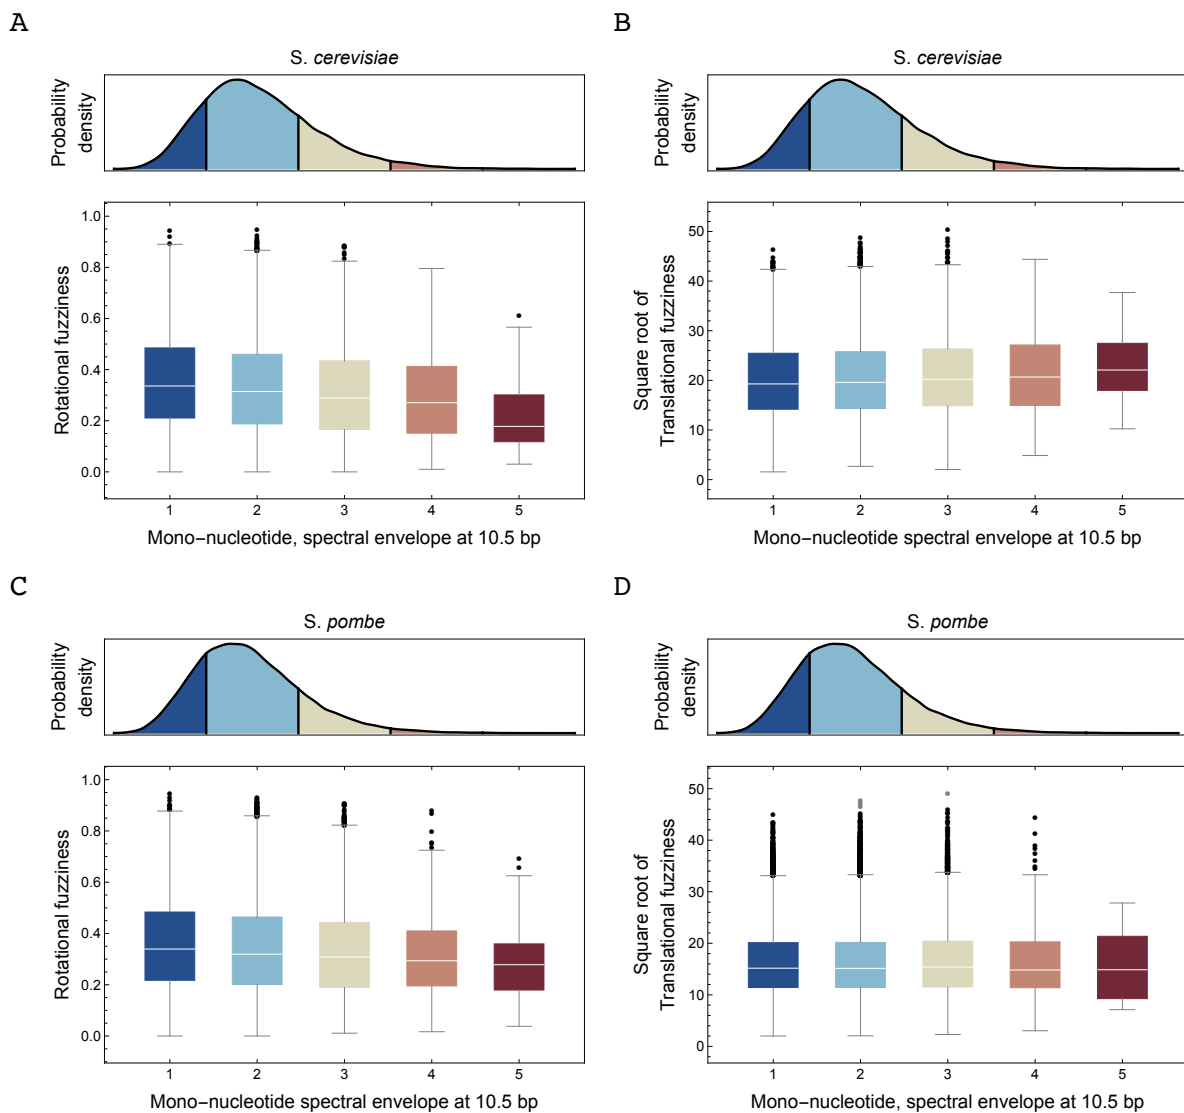 A
S. cerevisiae
Probability
density
Rotational fuzziness
1.0
0.8
0.6
0.4
0.2
0.0
1 2 3 4 5
Mono-nucleotide, spectral envelope at 10.5 bp
B
S. cerevisiae
Probability
density
Square root of
Translational fuzziness
50
40
30
20
10
0
1 2 3 4 5
Mono-nucleotide spectral envelope at 10.5 bp
C
S. pombe
Probability
density
Rotational fuzziness
1.0
0.8
0.6
0.4
0.2
0.0
1 2 3 4 5
Mono-nucleotide spectral envelope at 10.5 bp
D
S. pombe
Probability
density
Square root of
Translational fuzziness
50
40
30
20
10
0
1 2 3 4 5
Mono-nucleotide, spectral envelope at 10.5 bp